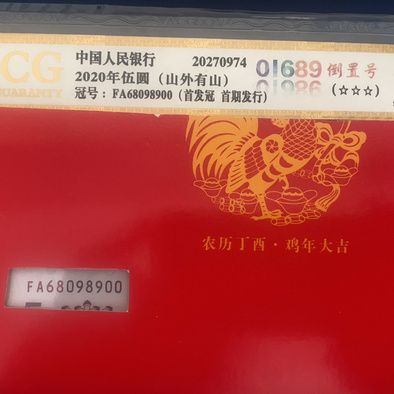 CG
GUARANTY
中国人民银行 20270974
2020年伍圆（山外有山）
冠号：FA68098900（首发冠 首期发行）
01689 倒置号
01986（☆☆☆）
农历丁酉·鸡年大吉
FA68098900